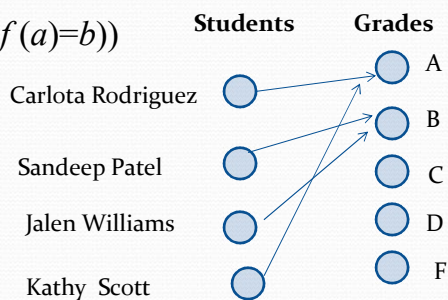 f(a)=b))
Students Grades
Carlota Rodriguez
A
Sandeep Patel
B
Jalen Williams
C
D
Kathy Scott
F